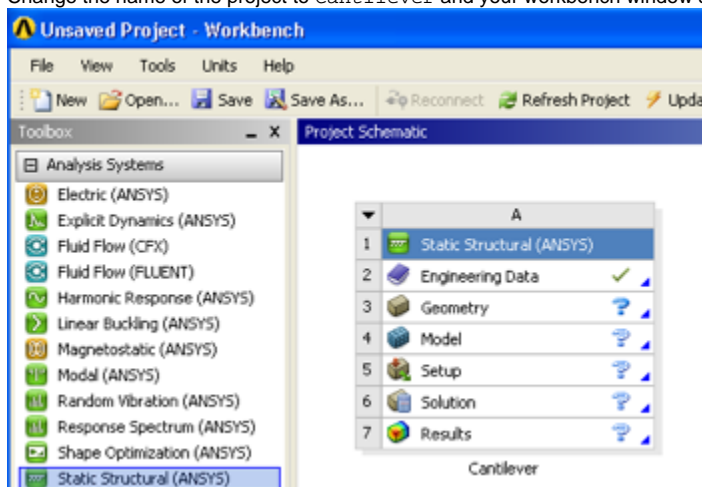 Change the name of the project to Cantilever and your workbench window s
Unsaved Project - Workbench
File View Tools Units Help
New Open... Save Save As... Reconnect Refresh Project Upda
Toolbox
Project Schematic
Analysis Systems
Electric (ANSYS)
Explicit Dynamics (ANSYS)
Fluid Flow (CFX)
Fluid Flow (FLUENT)
Harmonic Response (ANSYS)
Linear Buckling (ANSYS)
Magnetostatic (ANSYS)
Modal (ANSYS)
Random Vibration (ANSYS)
Response Spectrum (ANSYS)
Shape Optimization (ANSYS)
Static Structural (ANSYS)
A
1 Static Structural (ANSYS)
2 Engineering Data
3 Geometry ?
4 Model ?
5 Setup ?
6 Solution ?
7 Results ?
Cantilever